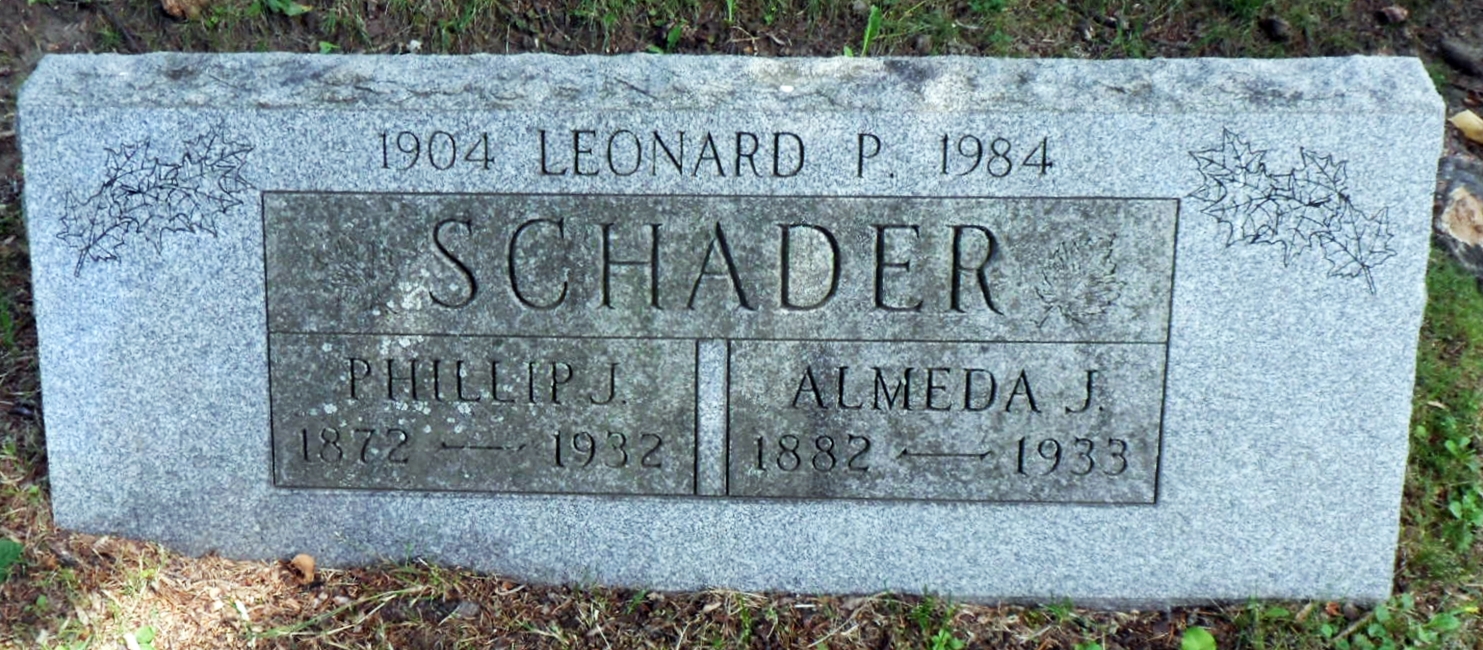 1904 LEONARD P. 1984
SCHADER
PHILLIP J.
1872 — 1932
ALMEDA J.
1882 — 1933